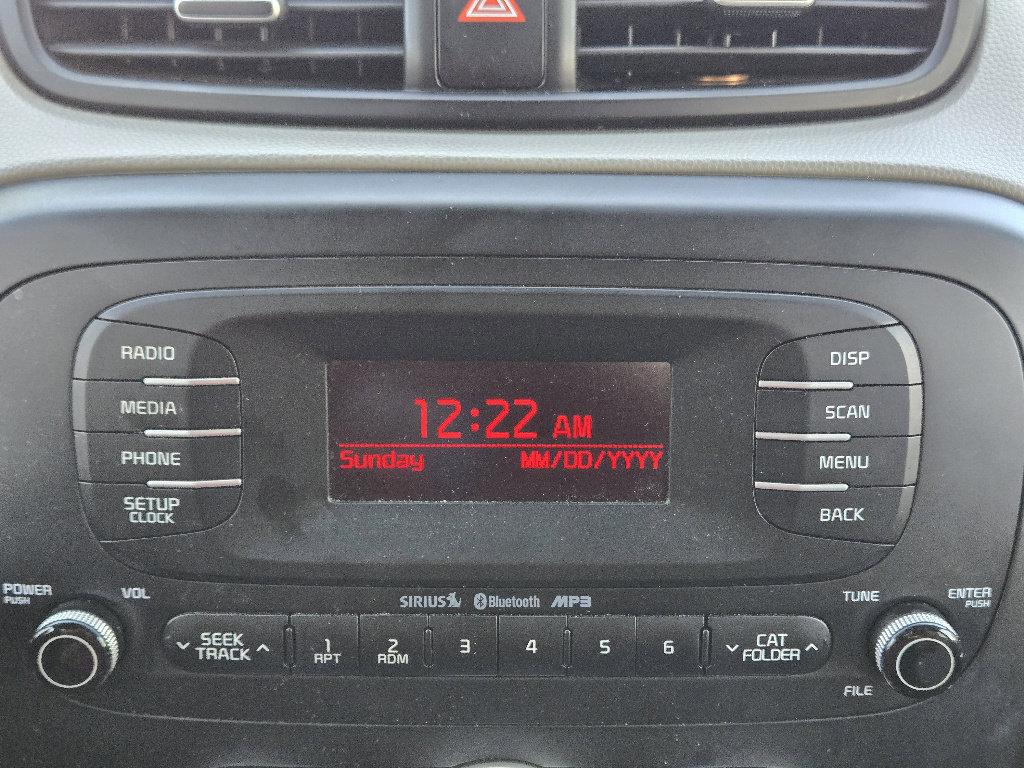 RADIO
MEDIA
PHONE
SETUP
CLOCK
12:22 AM
Sunday MM/DD/YYYY
DISP
SCAN
MENU
BACK
POWER
PUSH
VOL
SIRIUS Bluetooth MP3
TUNE
ENTER
PUSH
SEEK
TRACK
1
RPT
2
RDM
3
4
5
6
CAT
FOLDER
FILE